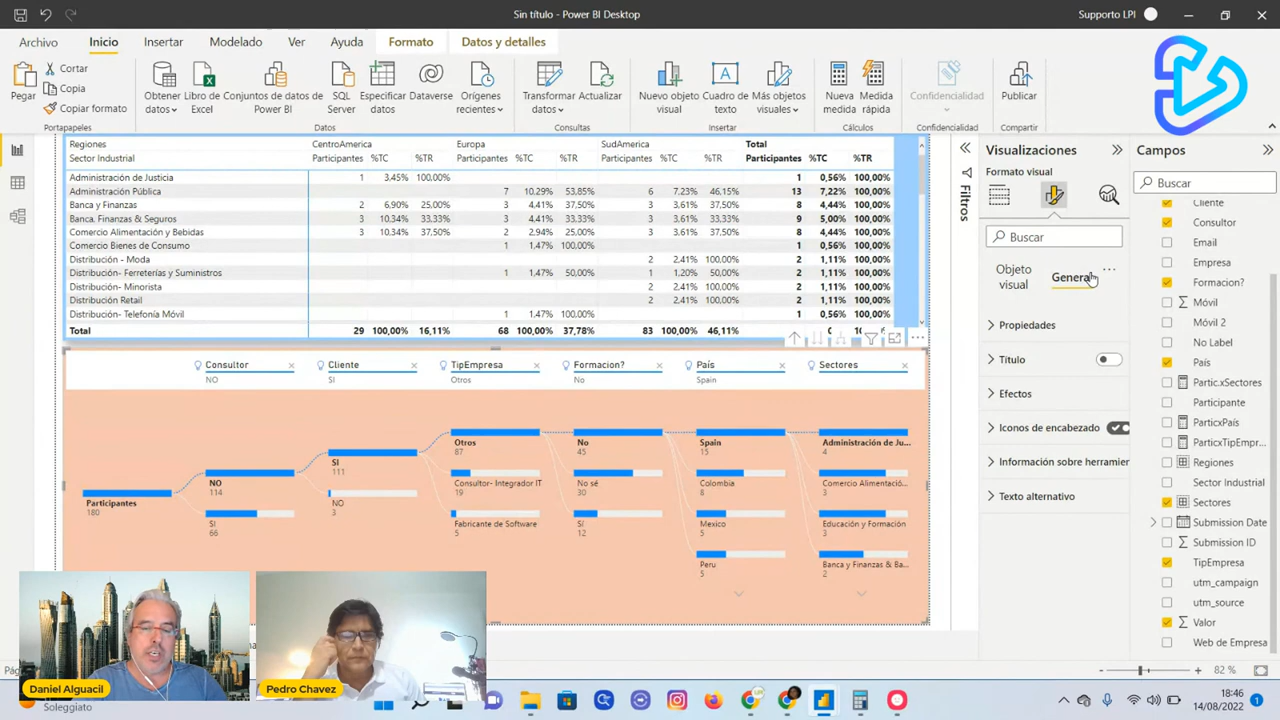 Sin título - Power BI Desktop
Supporto LPI
Archivo Inicio Insertar Modelado Ver Ayuda Formato Datos y detalles
Pegar
Cortar
Copia
Copiar formato
Portapapeles
Obtener datos
Libro de Excel
Conjuntos de datos de Power BI
SQL Server
Especificar datos
Dataverse
Orígenes recientes
Datos
Transformar datos
Actualizar
Consultas
Nuevo objeto visual
Cuadro de texto
Más objetos visuales
Insertar
Nueva medida
Medida rápida
Cálculos
Confidencialidad
Confidencialidad
Publicar
Compartir
Regiones CentroAmerica Europa SudAmerica Total
Sector Industrial Participantes %TC %TR Participantes %TC %TR Participantes %TC %TR Participantes %TC %TR
Administración de Justicia 1 3.45% 100,00% 1 0,56% 100,00%
Administración Pública 7 10,29% 53,85% 6 7,23% 46,15% 13 7,22% 100,00%
Banca y Finanzas 2 6,90% 25,00% 3 4,41% 37,50% 3 3,61% 37,50% 8 4,44% 100,00%
Banca. Finanzas & Seguros 3 10.34% 33,33% 3 4,41% 33,33% 3 3,61% 33,33% 9 5,00% 100,00%
Comercio Alimentación y Bebidas 3 10,34% 37,50% 2 2,94% 25,00% 3 3,61% 37,50% 8 4,44% 100,00%
Comercio Bienes de Consumo 1 1,47% 100,00% 1 0,56% 100,00%
Distribución - Moda 2 2.41% 100,00% 2 1,11% 100,00%
Distribución- Ferreterías y Suministros 1 1,47% 50,00% 1 1,20% 50,00% 2 1,11% 100,00%
Distribución- Minorista 2 2.41% 100,00% 2 1,11% 100,00%
Distribución Retail 2 2,41% 100,00% 2 1,11% 100,00%
Distribución- Telefonía Móvil 1 1,47% 100,00% 1 0,56% 100,00%
Total 29 100,00% 16,11% 68 100,00% 37,78% 83 100,00% 46,11%
Consultor Cliente TipEmpresa Formacion? País Sectores
NO SI Otros No Spain
Participantes
180
NO
114
SI
66
SI
111
NO
3
Otros
87
Consultor- Integrador IT
19
Fabricante de Software
5
No
45
No sé
30
Sí
12
Spain
15
Colombia
8
Mexico
5
Peru
5
Administración de Ju...
4
Comercio Alimentació...
3
Educación y Formación
3
Banca y Finanzas & Ba...
2
Filtros
Visualizaciones
Formato visual
Buscar
Objeto visual
General
Propiedades
Título
Efectos
Iconos de encabezado
Información sobre herramier
Texto alternativo
Campos
Buscar
Cliente
Consultor
Email
Empresa
Formacion?
Móvil
Móvil 2
No Label
País
Partic.xSectores
Participante
ParticxPaís
ParticxTipEmpr...
Regiones
Sector Industrial
Sectores
Submission Date
Submission ID
TipEmpresa
utm_campaign
utm_source
Valor
Web de Empresa
82 %
Daniel Alguacil
Pedro Chavez
Soleggiato
18:46
14/08/2022